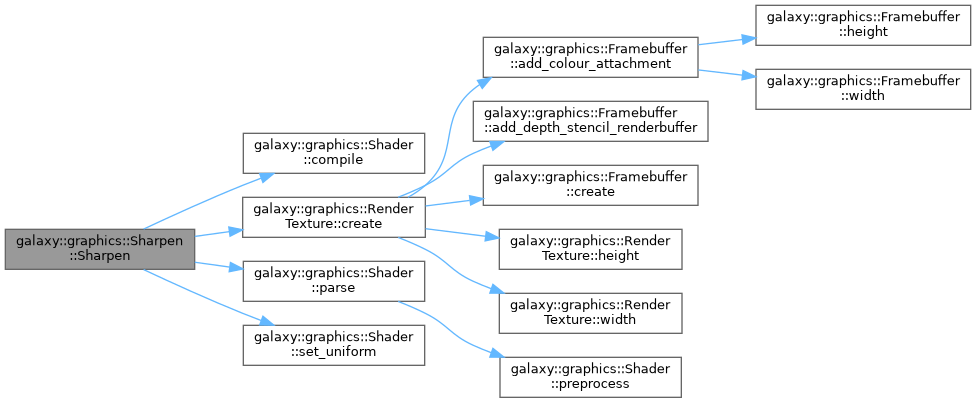 galaxy::graphics::Sharpen
::Sharpen
galaxy::graphics::Shader
::compile
galaxy::graphics::Render
Texture::create
galaxy::graphics::Shader
::parse
galaxy::graphics::Shader
::set_uniform
galaxy::graphics::Framebuffer
::add_colour_attachment
galaxy::graphics::Framebuffer
::add_depth_stencil_renderbuffer
galaxy::graphics::Framebuffer
::create
galaxy::graphics::Render
Texture::height
galaxy::graphics::Render
Texture::width
galaxy::graphics::Shader
::preprocess
galaxy::graphics::Framebuffer
::height
galaxy::graphics::Framebuffer
::width